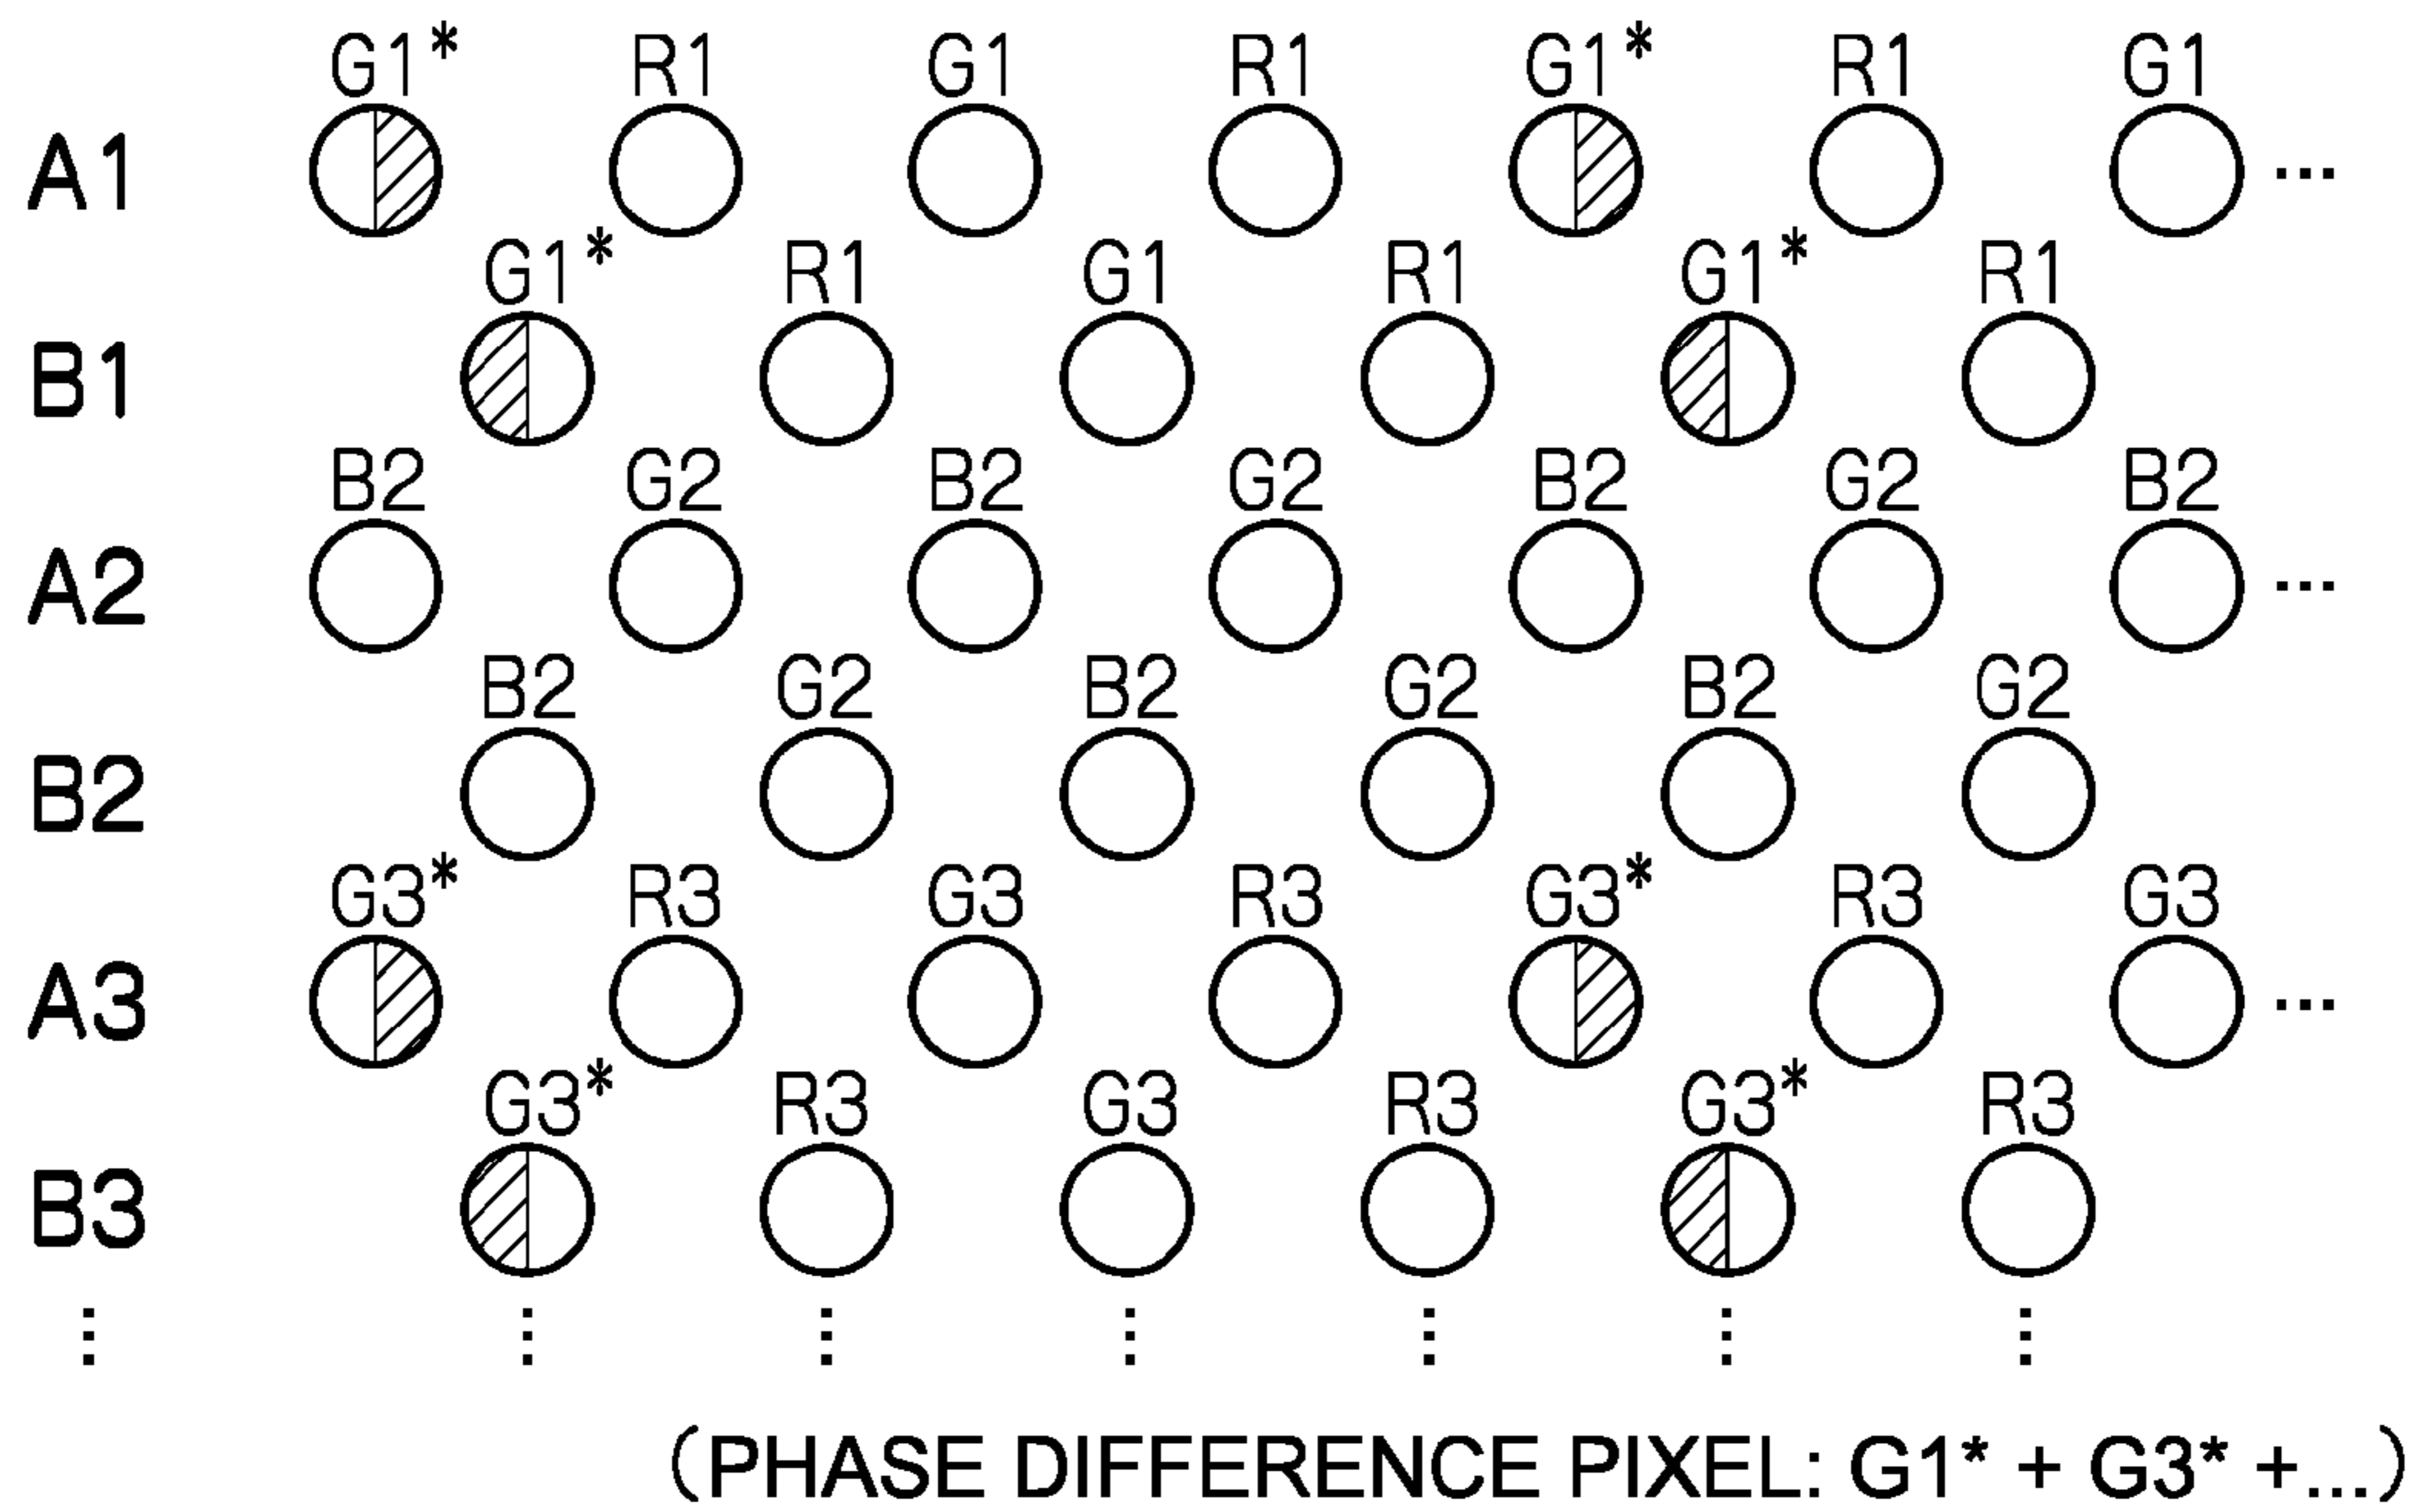 G1* R1 G1 R1 G1* R1 G1
A1 ...
G1* R1 G1 R1 G1* R1
B1
B2 G2 B2 G2 B2 G2 B2
A2 ...
B2 G2 B2 G2 B2 G2
B2
G3* R3 G3 R3 G3* R3 G3
A3 ...
G3* R3 G3 R3 G3* R3
B3
(PHASE DIFFERENCE PIXEL: G1* + G3* +...)